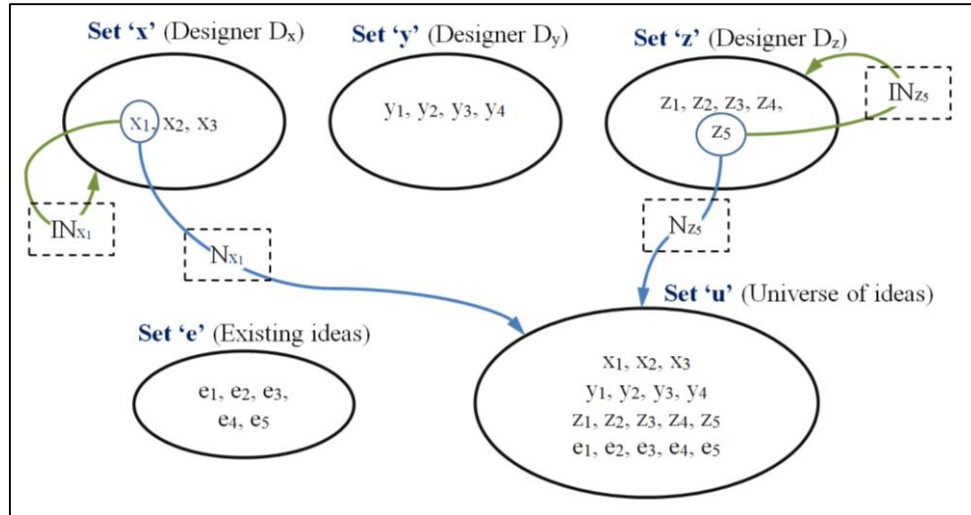 Set ‘x’ (Designer Dx)
Set ‘y’ (Designer Dy)
Set ‘z’ (Designer Dz)
x1, x2, x3
y1, y2, y3, y4
z1, z2, z3, z4,
z5
INz5
INx1
Nx1
Nz5
Set ‘u’ (Universe of ideas)
Set ‘e’ (Existing ideas)
e1, e2, e3,
e4, e5
x1, x2, x3
y1, y2, y3, y4
z1, z2, z3, z4, z5
e1, e2, e3, e4, e5